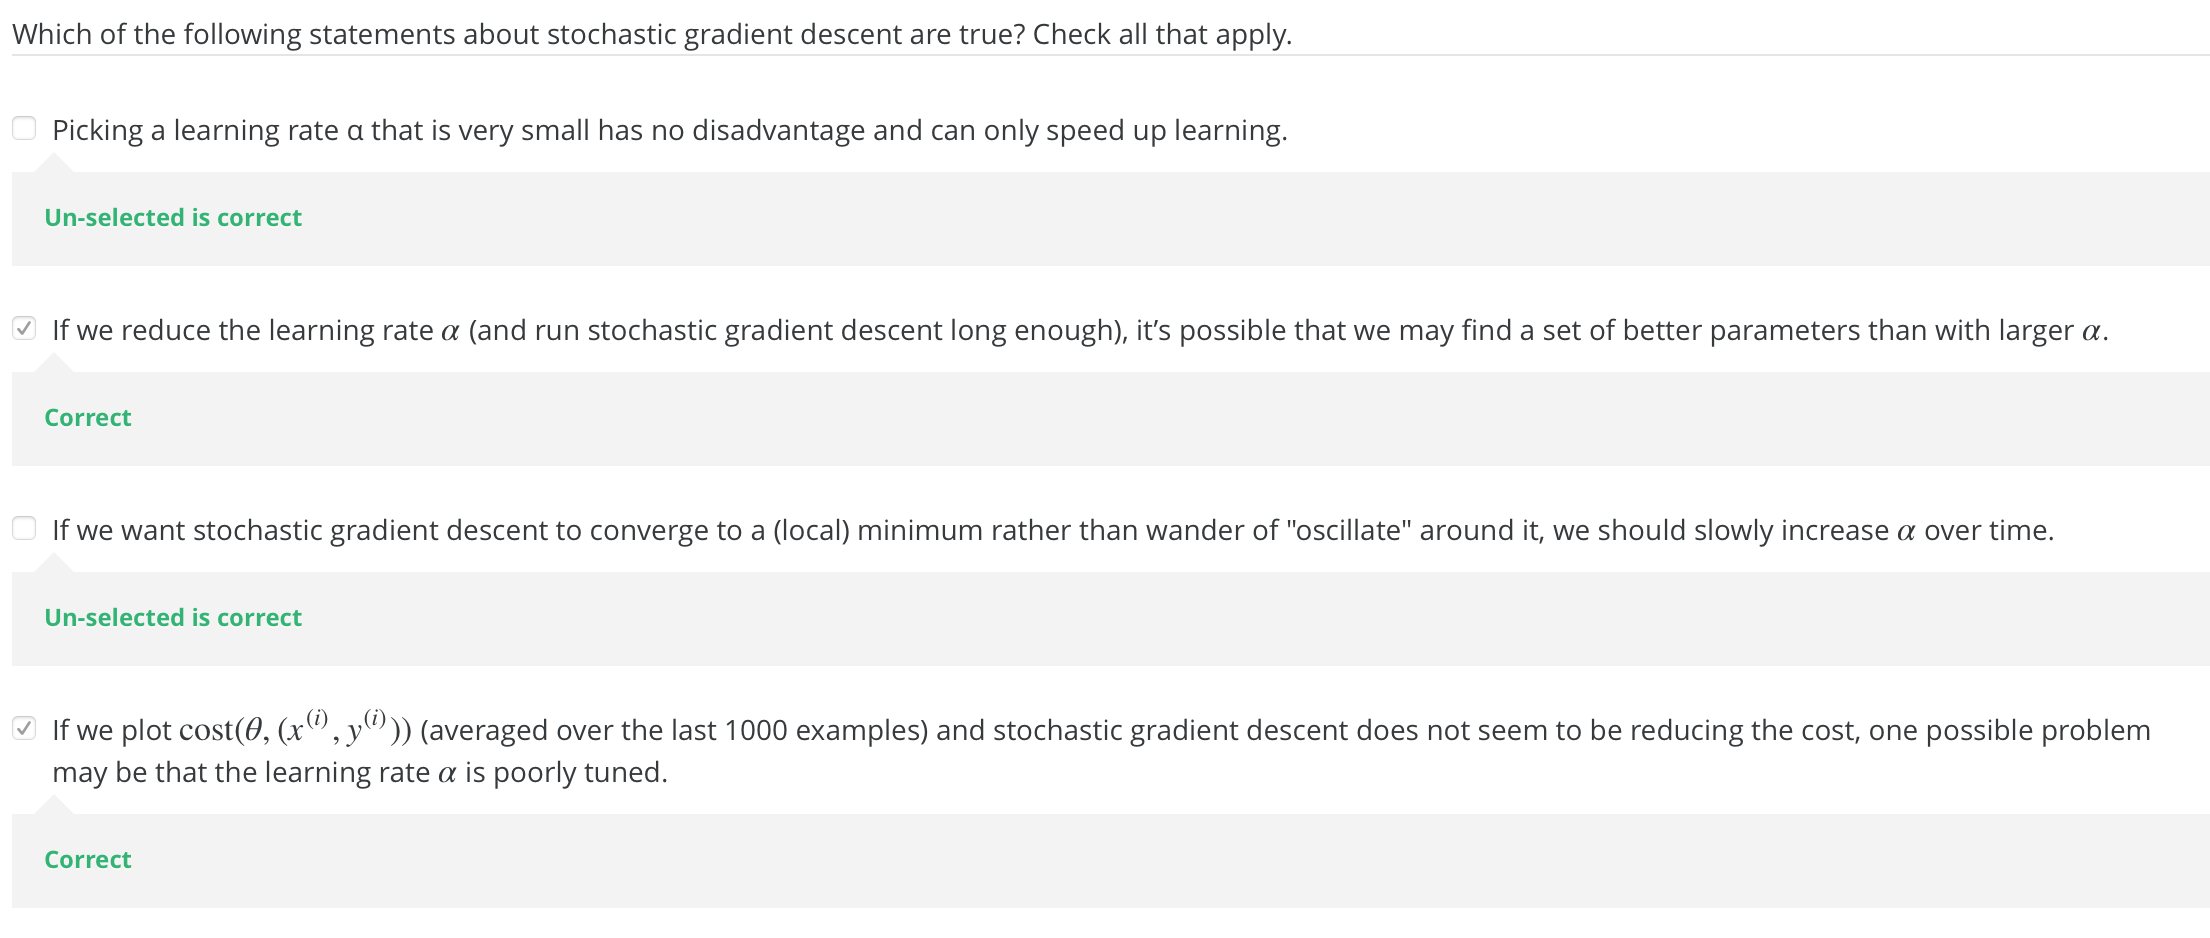 Which of the following statements about stochastic gradient descent are true? Check all that apply.
Picking a learning rate α that is very small has no disadvantage and can only speed up learning.
Un-selected is correct
If we reduce the learning rate α (and run stochastic gradient descent long enough), it’s possible that we may find a set of better parameters than with larger α.
Correct
If we want stochastic gradient descent to converge to a (local) minimum rather than wander of "oscillate" around it, we should slowly increase α over time.
Un-selected is correct
If we plot cost(θ, (x^(i), y^(i))) (averaged over the last 1000 examples) and stochastic gradient descent does not seem to be reducing the cost, one possible problem
may be that the learning rate α is poorly tuned.
Correct